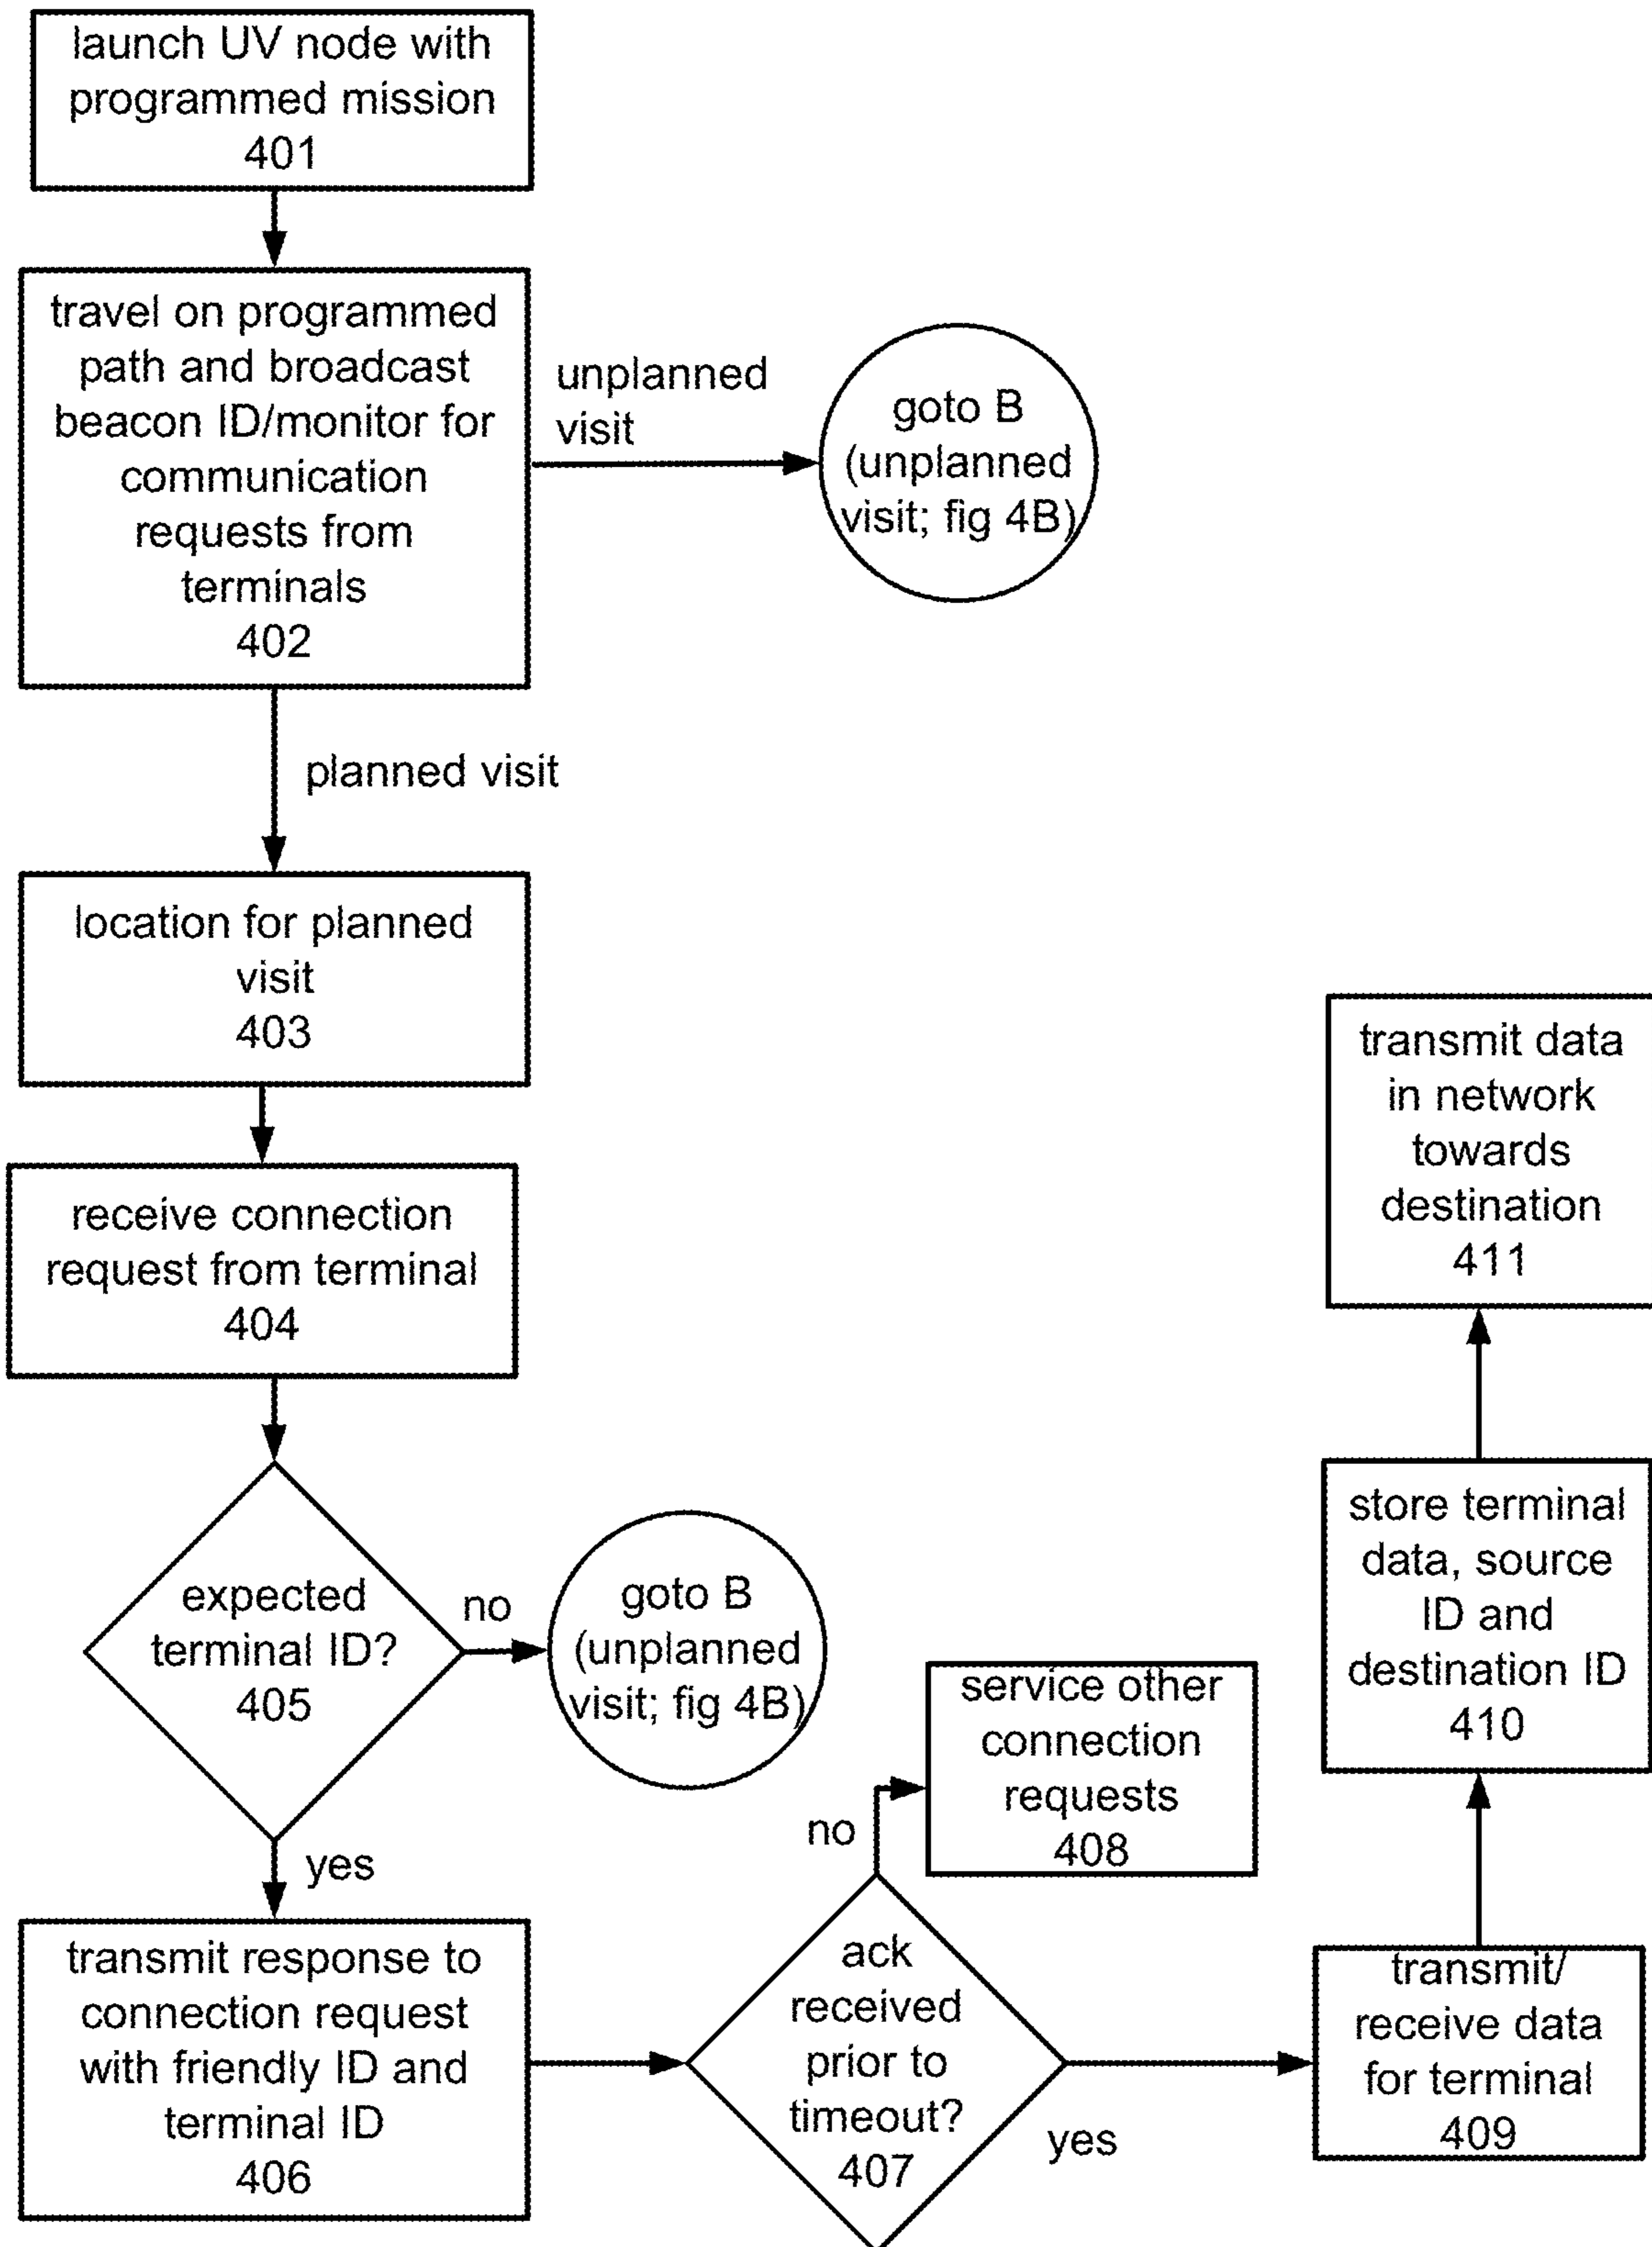 launch UV node with
programmed mission
401
travel on programmed
path and broadcast
beacon ID/monitor for
communication
requests from
terminals
402
unplanned
visit
goto B
(unplanned
visit; fig 4B)
planned visit
location for planned
visit
403
receive connection
request from terminal
404
expected
terminal ID?
405
no
goto B
(unplanned
visit; fig 4B)
yes
transmit response to
connection request
with friendly ID and
terminal ID
406
ack
received
prior to
timeout?
407
no
service other
connection
requests
408
yes
transmit/
receive data
for terminal
409
store terminal
data, source
ID and
destination ID
410
transmit data
in network
towards
destination
411